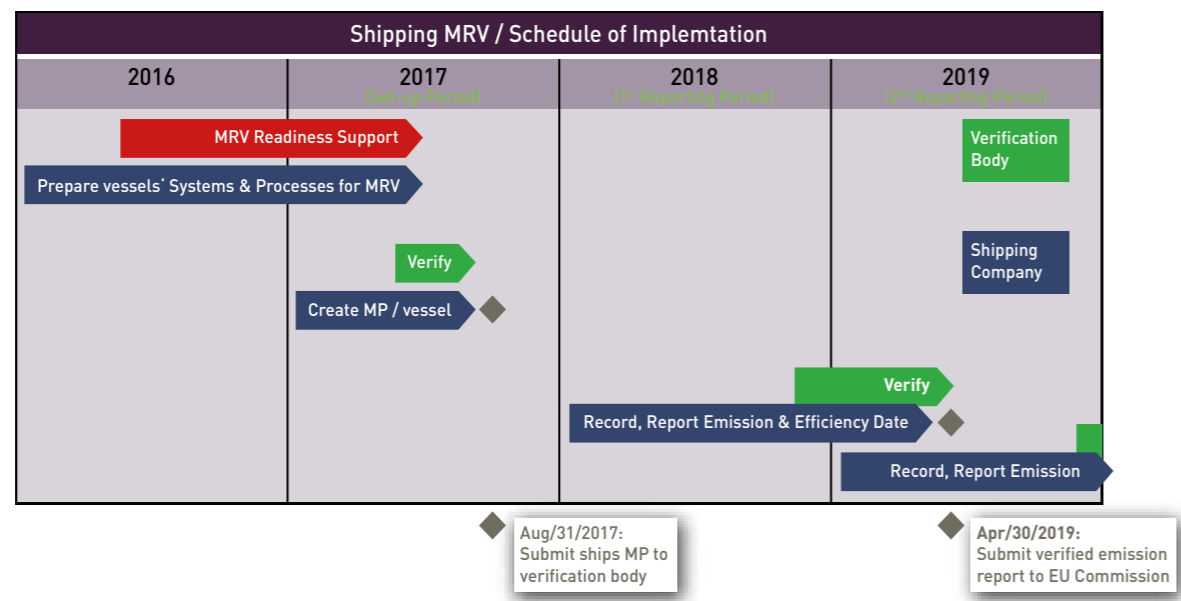 Shipping MRV / Schedule of Implemtation
2016
2017
(Set-up Period)
2018
(1st Reporting Period)
2019
(2nd Reporting Period)
MRV Readiness Support
Prepare vessels‘ Systems & Processes for MRV
Verify
Create MP / vessel
Verification
Body
Shipping
Company
Verify
Record, Report Emission & Efficiency Date
Record, Report Emission
Aug/31/2017:
Submit ships MP to
verification body
Apr/30/2019:
Submit verified emission
report to EU Commission